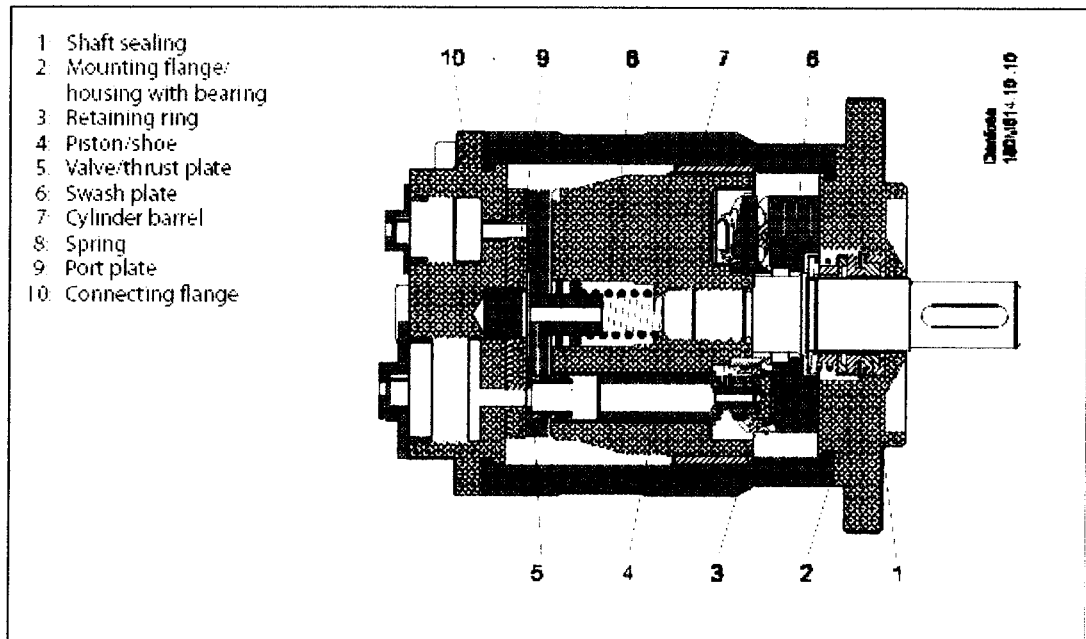 1: Shaft sealing
2: Mounting flange/
housing with bearing
3: Retaining ring
4: Piston/shoe
5: Valve/thrust plate
6: Swash plate
7: Cylinder barrel
8: Spring
9: Port plate
10: Connecting flange
10 9 8 7 6
Danfoss
5 4 3 2 1